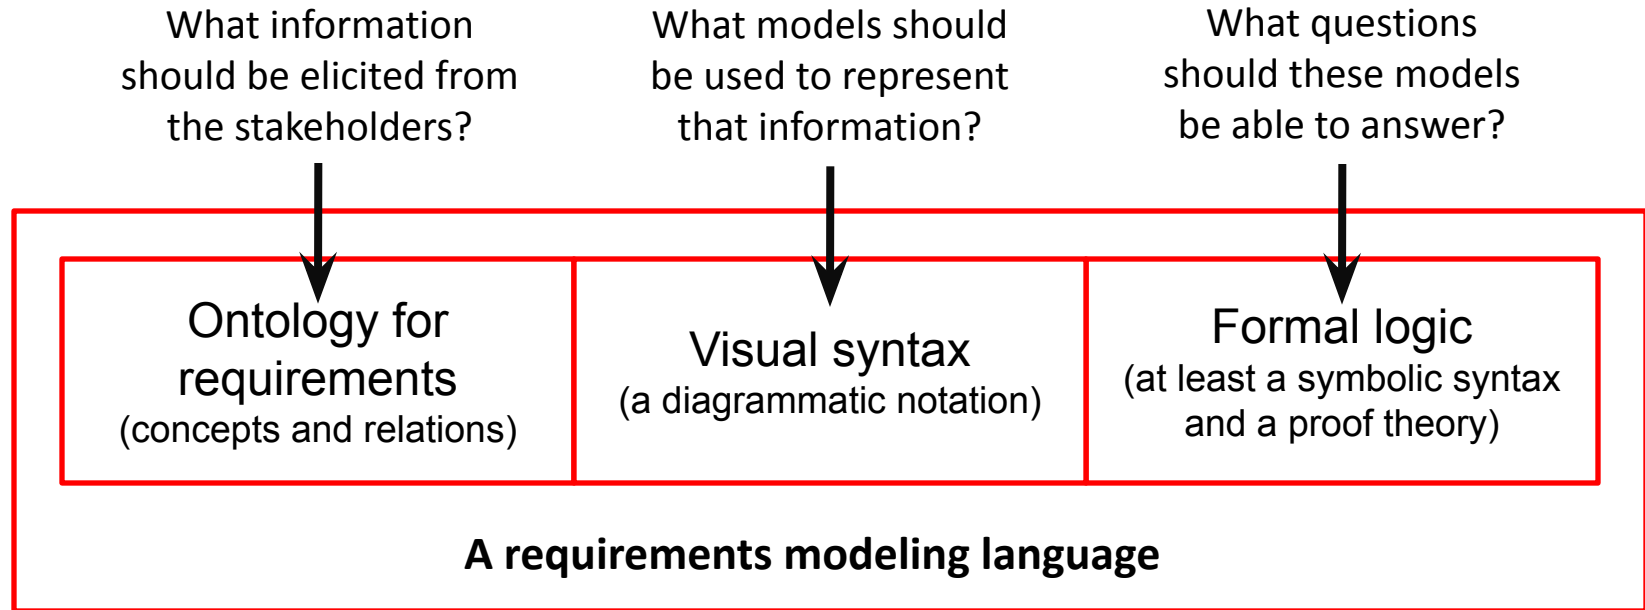 What information
should be elicited from
the stakeholders?
What models should
be used to represent
that information?
What questions
should these models
be able to answer?
Ontology for
requirements
(concepts and relations)
Visual syntax
(a diagrammatic notation)
Formal logic
(at least a symbolic syntax
and a proof theory)
A requirements modeling language